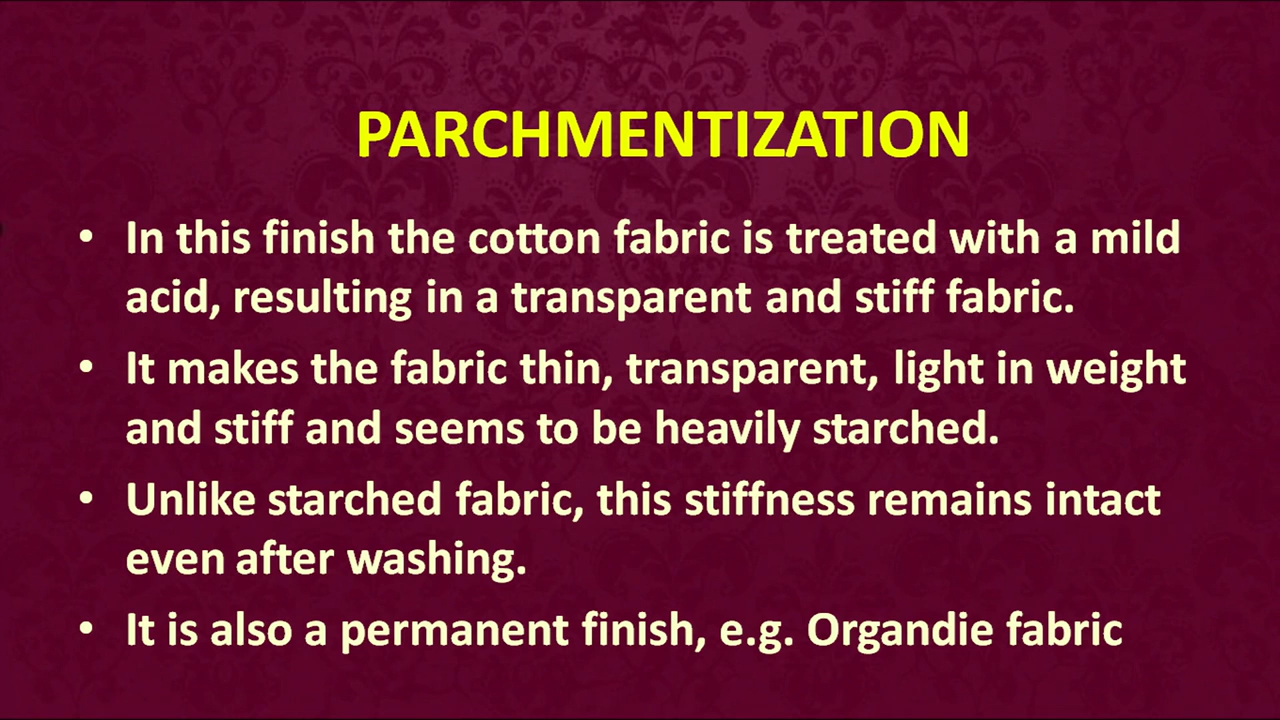 PARCHMENTIZATION
• In this finish the cotton fabric is treated with a mild
acid, resulting in a transparent and stiff fabric.
• It makes the fabric thin, transparent, light in weight
and stiff and seems to be heavily starched.
• Unlike starched fabric, this stiffness remains intact
even after washing.
• It is also a permanent finish, e.g. Organdie fabric